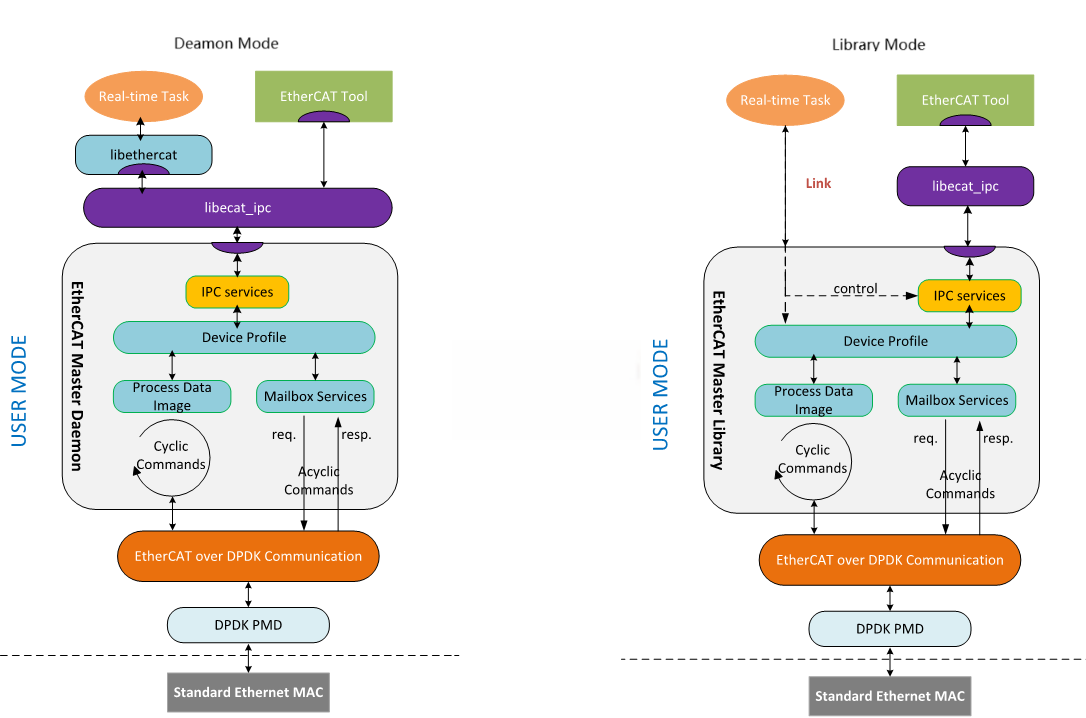 Deamon Mode
Real-time Task
EtherCAT Tool
libethercat
libecat_ipc
EtherCAT Master Daemon
IPC services
Device Profile
Process Data
Image
Mailbox Services
Cyclic
Commands
req.
resp.
Acyclic
Commands
USER MODE
EtherCAT over DPDK Communication
DPDK PMD
Standard Ethernet MAC
Library Mode
Real-time Task
EtherCAT Tool
Link
libecat_ipc
EtherCAT Master Library
control
IPC services
Device Profile
Process Data
Image
Mailbox Services
Cyclic
Commands
req.
resp.
Acyclic
Commands
USER MODE
EtherCAT over DPDK Communication
DPDK PMD
Standard Ethernet MAC